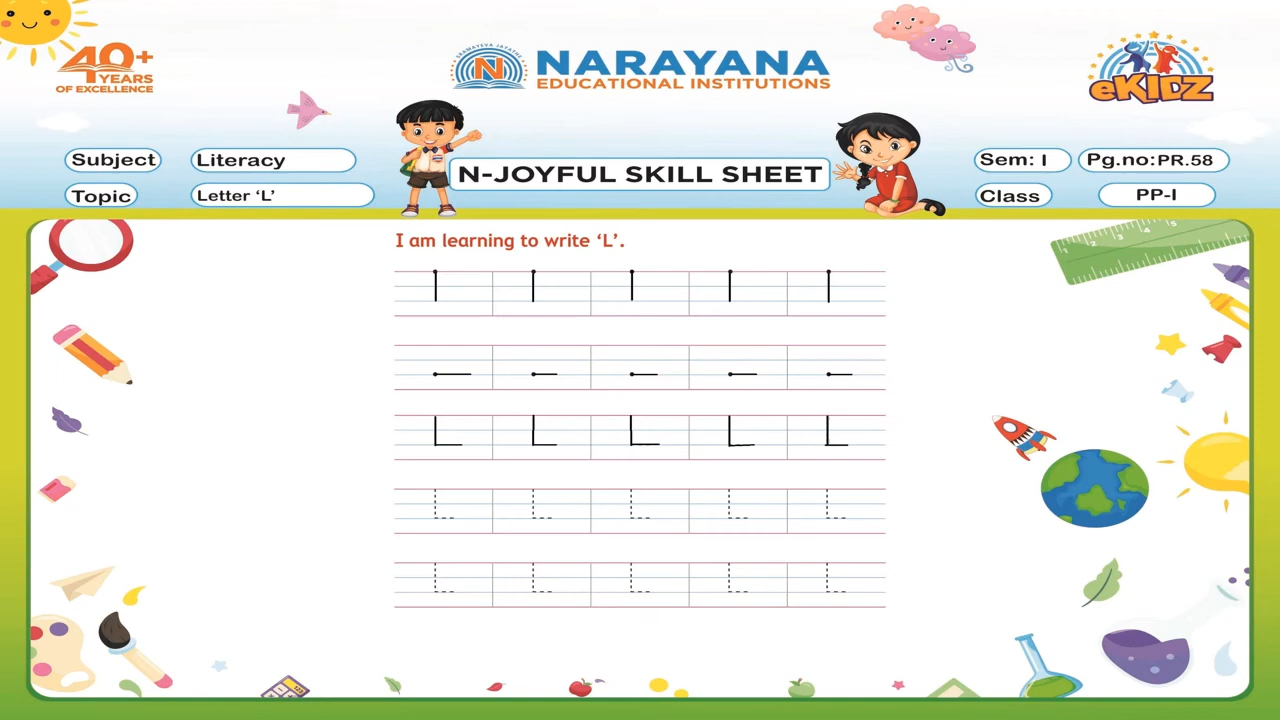 40+
YEARS
OF EXCELLENCE
NARAYANA
EDUCATIONAL INSTITUTIONS
eKIDZ
Subject Literacy
Topic Letter ‘L’
N-JOYFUL SKILL SHEET
Sem: I Pg.no:PR.58
Class PP-I
I am learning to write ‘L’.
L L L L L
L L L L L
L L L L L